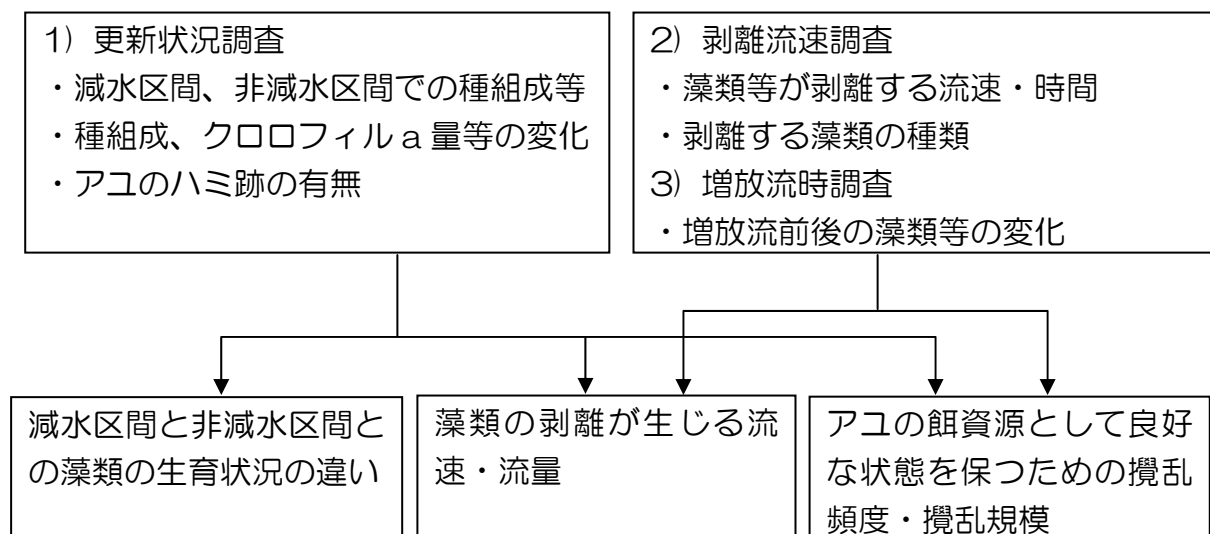 1) 更新状況調査
・減水区間、非減水区間での種組成等
・種組成、クロロフィルa量等の変化
・アユのハミ跡の有無
2) 剥離流速調査
・藻類等が剥離する流速・時間
・剥離する藻類の種類
3) 増放流時調査
・増放流前後の藻類等の変化
減水区間と非減水区間と
の藻類の生育状況の違い
藻類の剥離が生じる流
速・流量
アユの餌資源として良好
な状態を保つための攪乱
頻度・攪乱規模